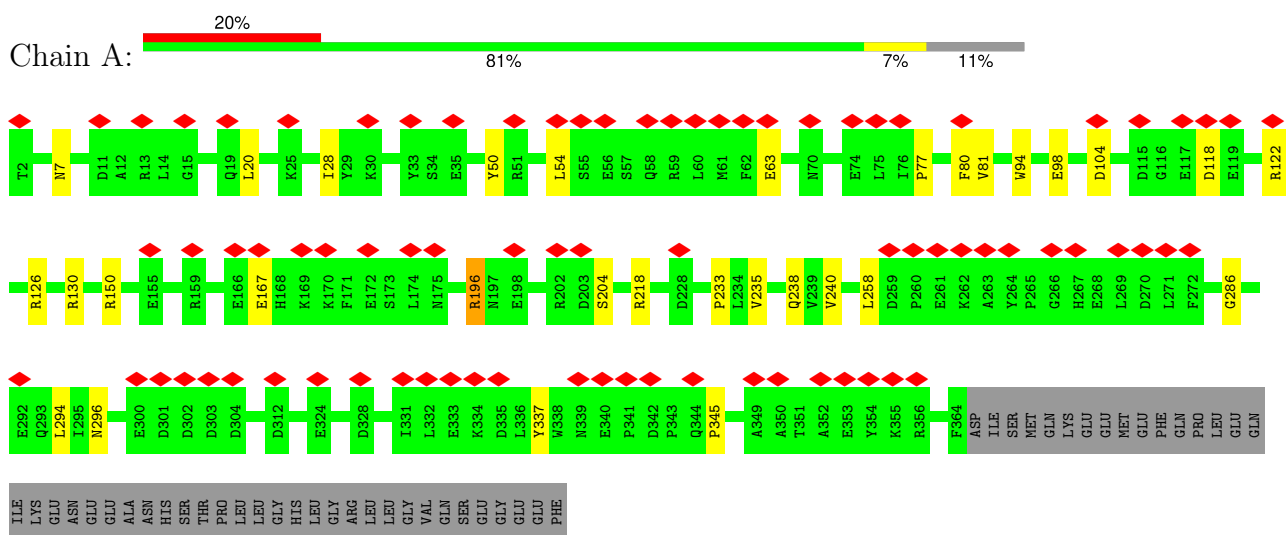 20%
Chain A:
81% 7% 11%
T2 N7 D11 A12 R13 L14 G15 Q19 L20 K25 I28 Y29 K30 Y33 S34 E35 Y50 R51 L54 S55 E56 S57 Q58 R59 L60 M61 F62 E63 N70 E74 L75 I76 P77 F80 V81 W94 E98 D104 D115 G116 E117 D118 E119 R122
R126 R130 R150 E155 R159 E166 E167 H168 K169 K170 F171 E172 S173 L174 N175 R196 N197 E198 R202 D203 S204 R218 D228 P233 L234 V235 Q238 V239 V240 L258 D259 P260 E261 K262 A263 Y264 P265 G266 H267 E268 L269 D270 L271 F272 G286
E292 Q293 L294 I295 N296 E300 D301 D302 D303 D304 D312 E324 D328 I331 L332 E333 K334 D335 L336 Y337 W338 N339 E340 P341 D342 P343 Q344 P345 A349 A350 T351 A352 E353 Y354 K355 R356 F364 ASP ILE SER MET GLN LYS GLU GLU MET GLU PHE GLN PRO LEU GLU GLN
ILE LYS GLU ASN GLU GLU ALA ASN HIS SER THR PRO LEU LEU GLY HIS LEU GLY ARG LEU LEU GLY VAL GLN SER GLU GLY GLU GLU PHE